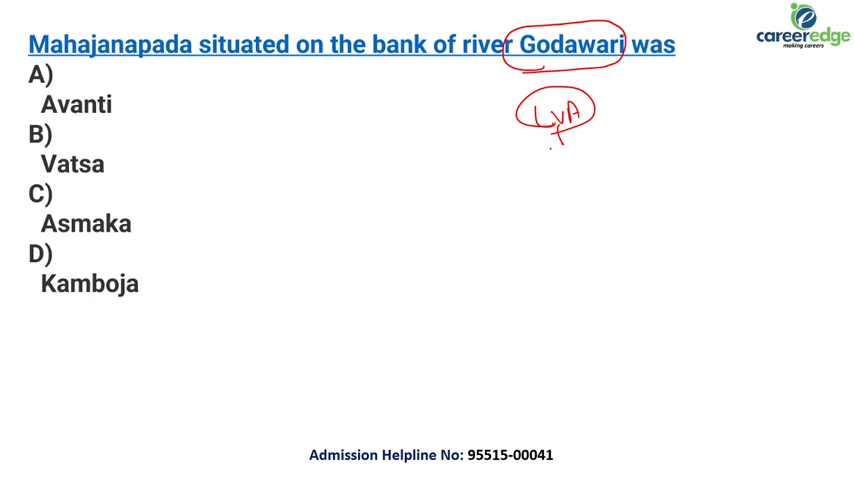 Mahajanapada situated on the bank of river Godawari was
careeredge
making careers
A)
Avanti
LVA
B)
Vatsa
C)
Asmaka
D)
Kamboja
Admission Helpline No: 95515-00041